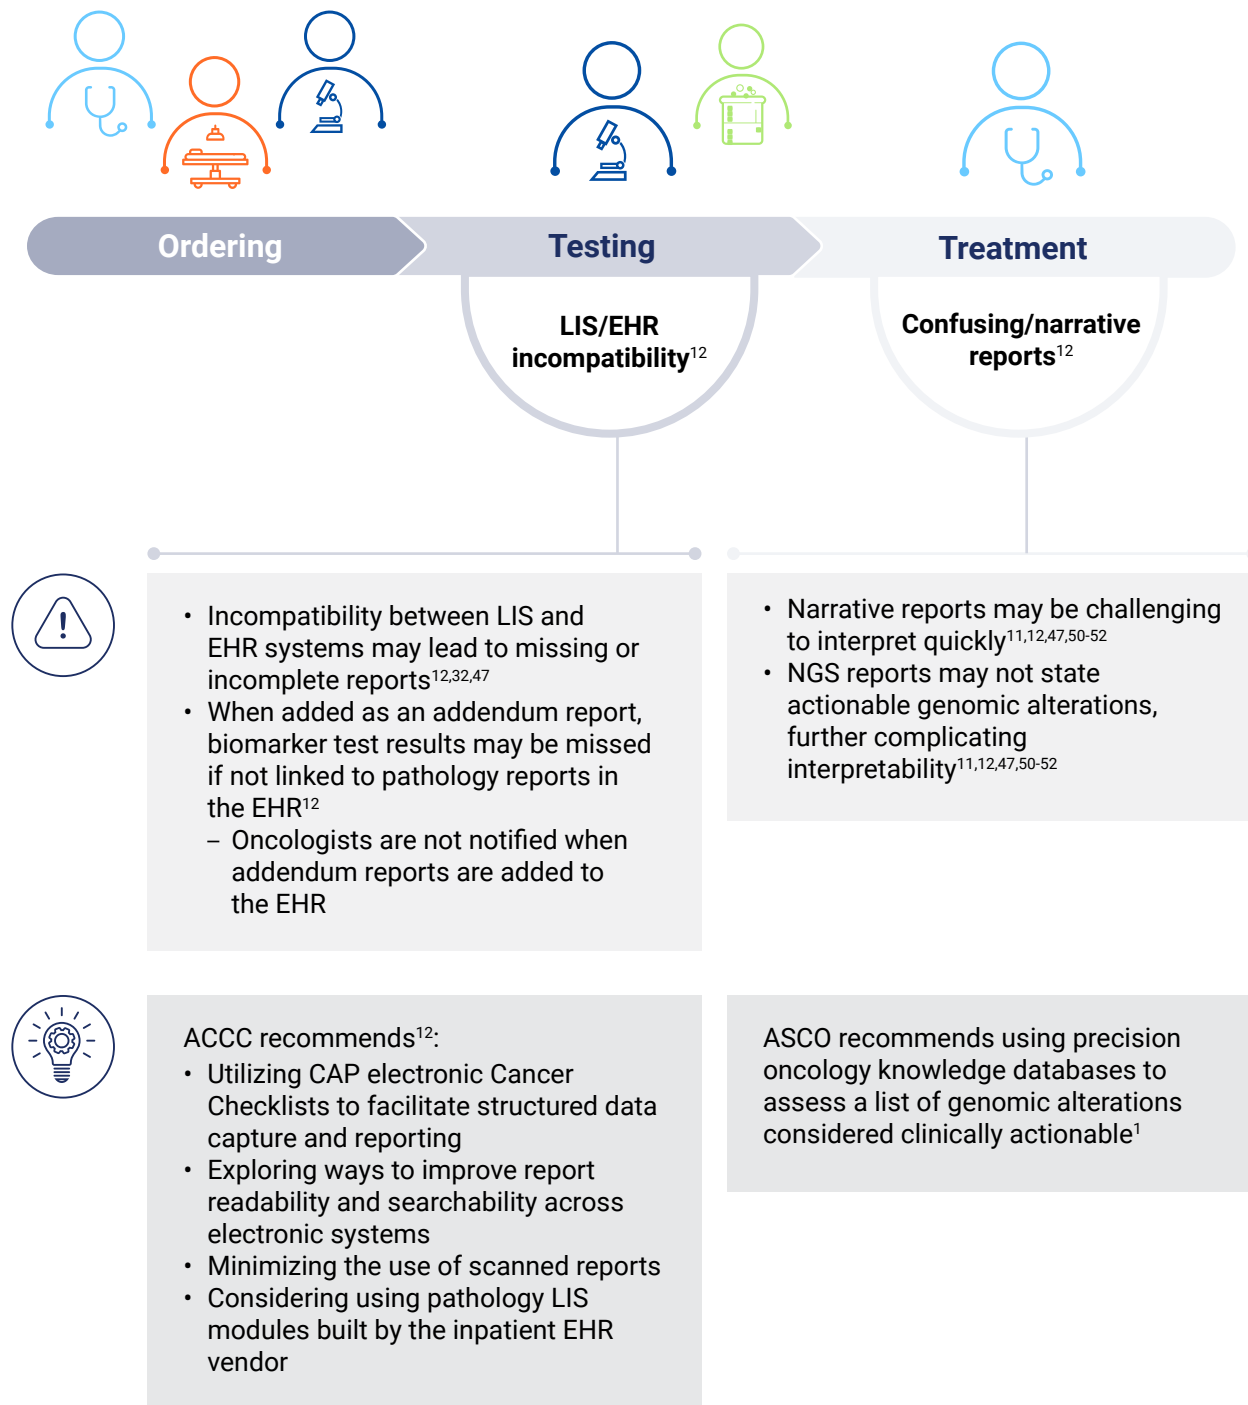 Ordering
Testing
Treatment
LIS/EHR
incompatibility12
Confusing/narrative
reports12
• Incompatibility between LIS and
EHR systems may lead to missing or
incomplete reports12,32,47
• When added as an addendum report,
biomarker test results may be missed
if not linked to pathology reports in
the EHR12
– Oncologists are not notified when
addendum reports are added to
the EHR
• Narrative reports may be challenging
to interpret quickly11,12,47,50-52
• NGS reports may not state
actionable genomic alterations,
further complicating
interpretability11,12,47,50-52
ACCC recommends12:
• Utilizing CAP electronic Cancer
Checklists to facilitate structured data
capture and reporting
• Exploring ways to improve report
readability and searchability across
electronic systems
• Minimizing the use of scanned reports
• Considering using pathology LIS
modules built by the inpatient EHR
vendor
ASCO recommends using precision
oncology knowledge databases to
assess a list of genomic alterations
considered clinically actionable1